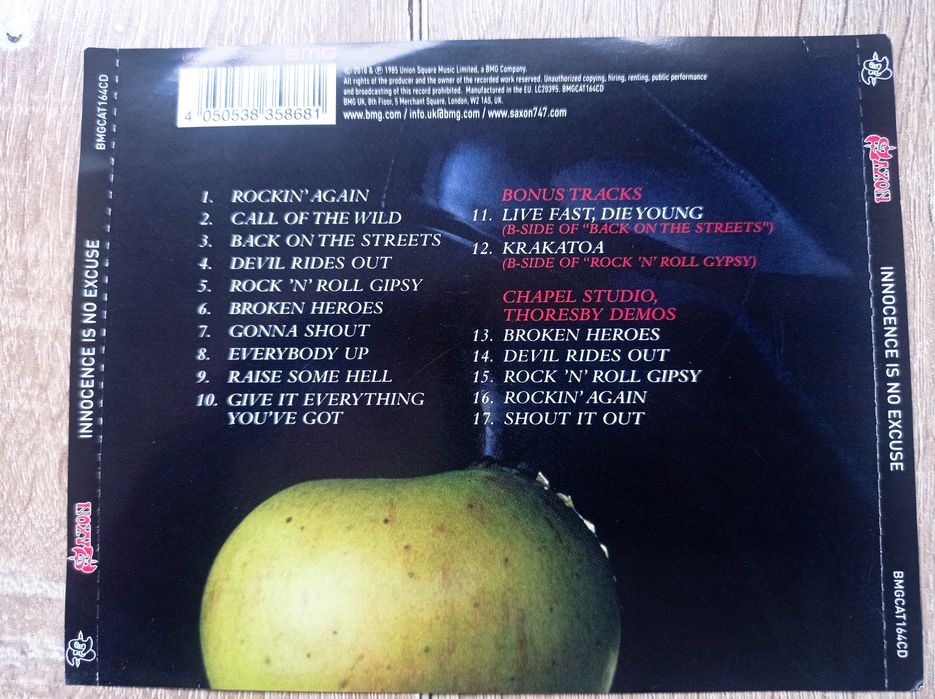 BMG
© 2018 & ℗ 1985 Union Square Music Limited, a BMG Company.
All rights of the producer and the owner of the recorded work reserved. Unauthorized copying, hiring, renting, public performance
and broadcasting of this record prohibited. Manufactured in the EU. LC20395. BMGCAT164CD
BMG UK, 8th Floor, 5 Merchant Square, London, W2 1AS, UK.
www.bmg.com / info.uk@bmg.com / www.saxon747.com
4 050538 358681
1. ROCKIN' AGAIN
2. CALL OF THE WILD
3. BACK ON THE STREETS
4. DEVIL RIDES OUT
5. ROCK 'N' ROLL GIPSY
6. BROKEN HEROES
7. GONNA SHOUT
8. EVERYBODY UP
9. RAISE SOME HELL
10. GIVE IT EVERYTHING
YOU'VE GOT
BONUS TRACKS
11. LIVE FAST, DIE YOUNG
(B-SIDE OF "BACK ON THE STREETS")
12. KRAKATOA
(B-SIDE OF "ROCK 'N' ROLL GYPSY)
CHAPEL STUDIO,
THORESBY DEMOS
13. BROKEN HEROES
14. DEVIL RIDES OUT
15. ROCK 'N' ROLL GIPSY
16. ROCKIN' AGAIN
17. SHOUT IT OUT
BMGCAT164CD
INNOCENCE IS NO EXCUSE
SAXON
SAXON
INNOCENCE IS NO EXCUSE
BMGCAT164CD